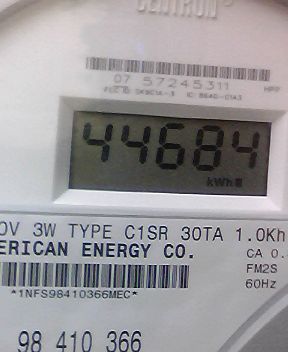 CENTRON
07 57245311
44684
kWh
0V 3W TYPE C1SR 30TA 1.0Kh
ERICAN ENERGY CO.
CA 0.
FM2S
*1NFS98410366MEC*
60Hz
98 410 366